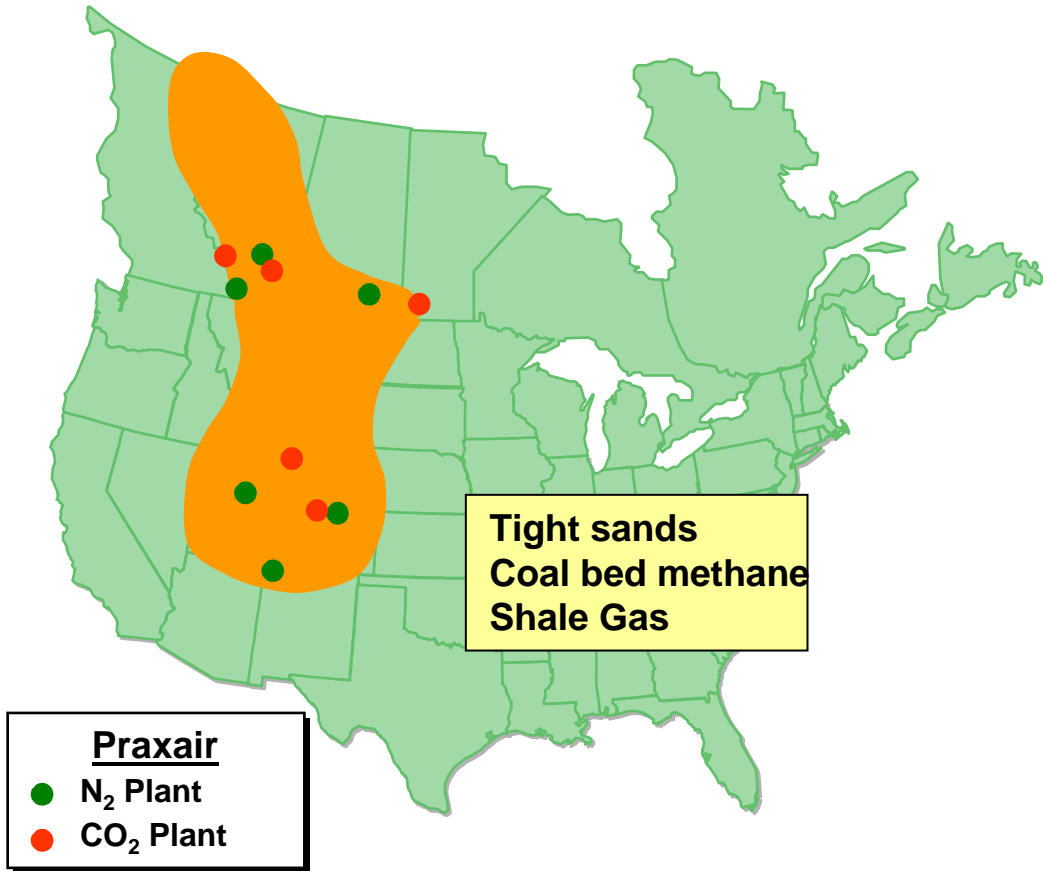 Tight sands
Coal bed methane
Shale Gas
Praxair
N₂ Plant
CO₂ Plant